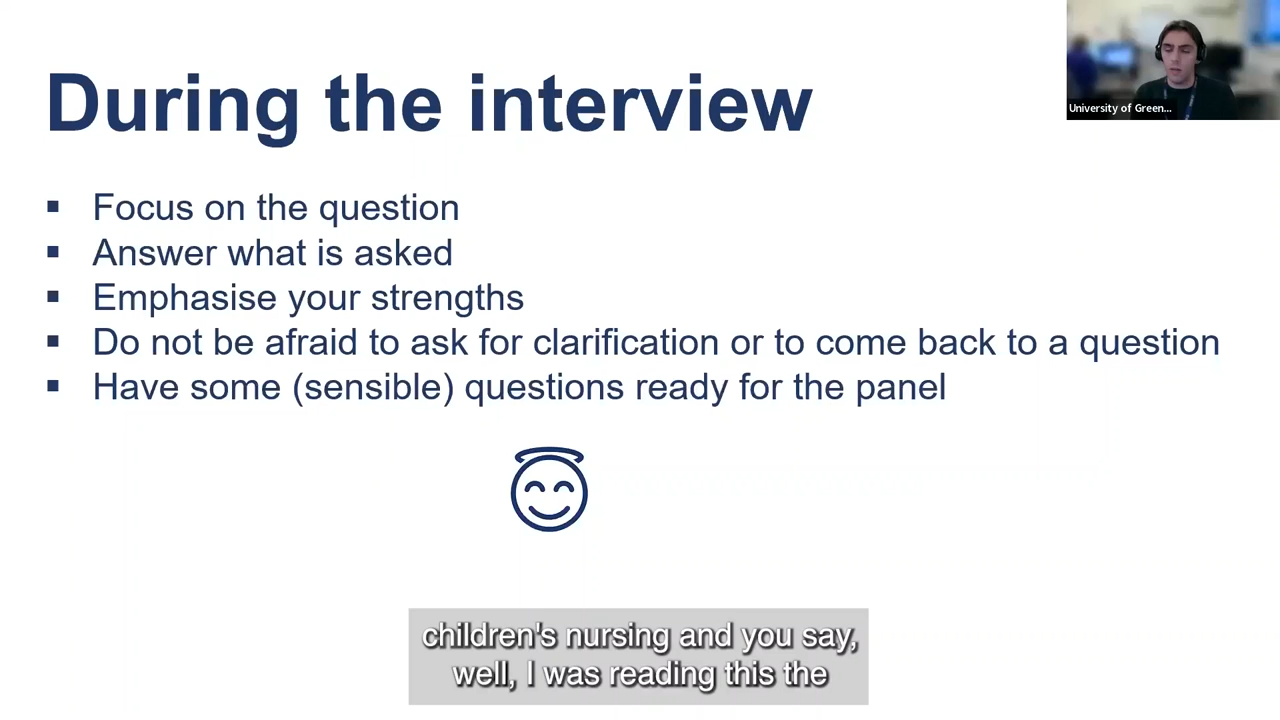 During the interview
University of Green...
▪ Focus on the question
▪ Answer what is asked
▪ Emphasise your strengths
▪ Do not be afraid to ask for clarification or to come back to a question
▪ Have some (sensible) questions ready for the panel
children's nursing and you say,
well, I was reading this the